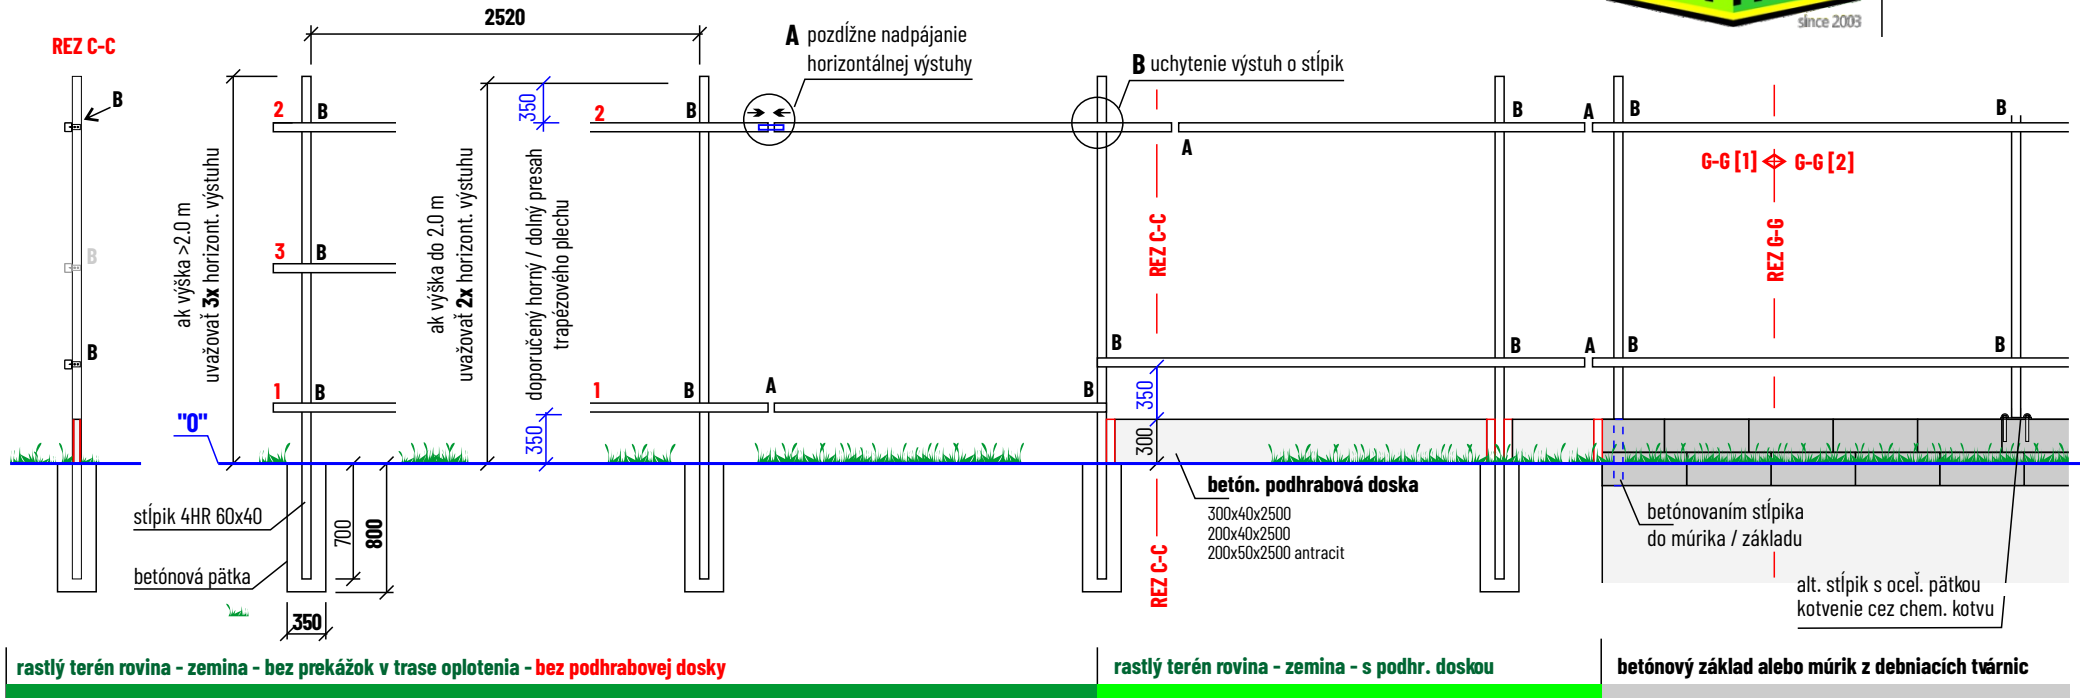 since 2003
REZ C-C
B
B
B
2520
A pozdĺžne nadpájanie
horizontálnej výstuhy
B uchytenie výstuh o stĺpik
ak výška >2.0 m
uvažovať 3x horizont. výstuhu
2 B
3 B
1 B
"0"
ak výška do 2.0 m
uvažovať 2x horizont. výstuhu
350
doporučený horný / dolný presah
trapézového plechu
350
2 B
1 B
A
B
A
B
REZ C-C
350
300
REZ C-C
B A B
B A B
G-G [1] G-G [2]
REZ G-G
B
B
stĺpik 4HR 60x40
betónová pätka
700
800
350
betón. podhrabová doska
300x40x2500
200x40x2500
200x50x2500 antracit
betónovaním stĺpika
do múrika / základu
alt. stĺpik s oceľ. pätkou
kotvenie cez chem. kotvu
rastlý terén rovina - zemina - bez prekážok v trase oplotenia - bez podhrabovej dosky
rastlý terén rovina - zemina - s podhr. doskou
betónový základ alebo múrik z debniacích tvárnic